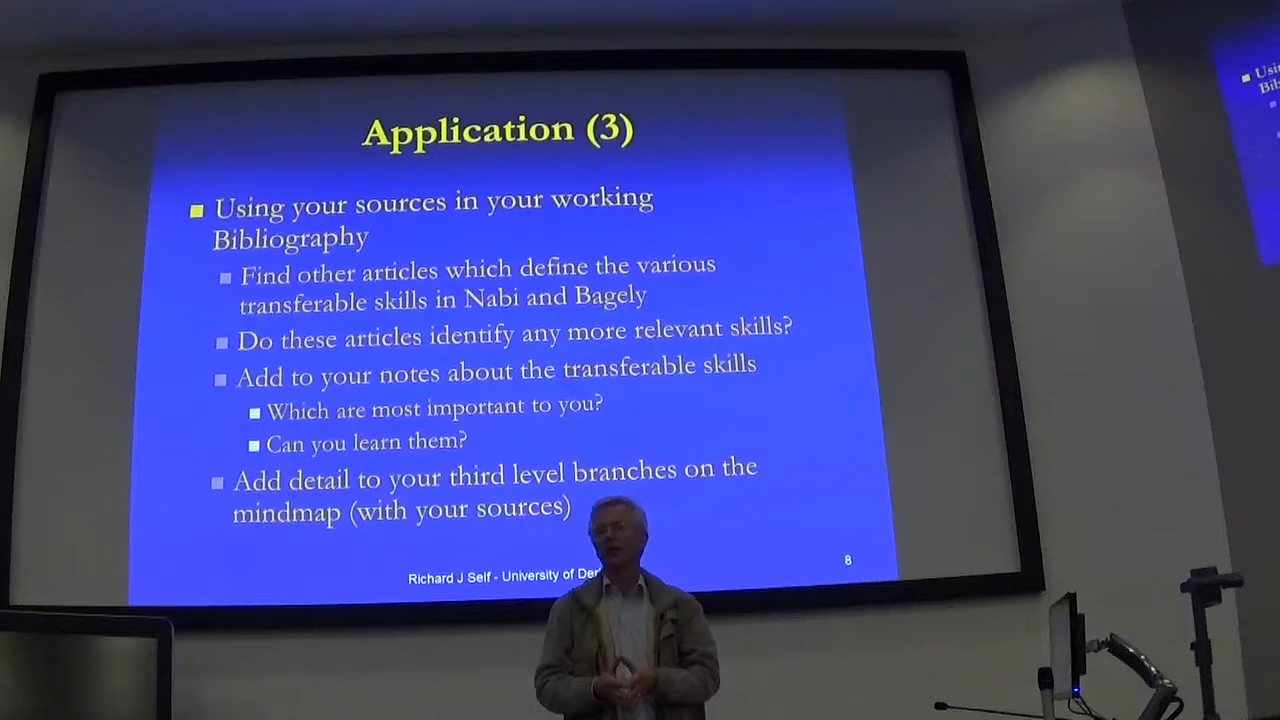 Application (3)
Using your sources in your working
Bibliography
Find other articles which define the various
transferable skills in Nabi and Bagely
Do these articles identify any more relevant skills?
Add to your notes about the transferable skills
Which are most important to you?
Can you learn them?
Add detail to your third level branches on the
mindmap (with your sources)
Richard J Self - University of De
8
Usi
Bib